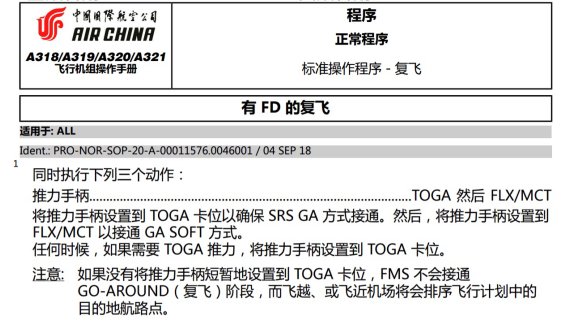 中国国际航空公司
AIR CHINA
A318/A319/A320/A321
飞行机组操作手册
程序
正常程序
标准操作程序 - 复飞
有 FD 的复飞
适用于: ALL
Ident.: PRO-NOR-SOP-20-A-00011576.0046001 / 04 SEP 18
1
同时执行下列三个动作：
推力手柄................................................................................TOGA 然后 FLX/MCT
将推力手柄设置到 TOGA 卡位以确保 SRS GA 方式接通。然后，将推力手柄设置到
FLX/MCT 以接通 GA SOFT 方式。
任何时候，如果需要 TOGA 推力，将推力手柄设置到 TOGA 卡位。
注意: 如果没有将推力手柄短暂地设置到 TOGA 卡位，FMS 不会接通
GO-AROUND（复飞）阶段，而飞越、或飞近机场将会排序飞行计划中的
目的地航路点。